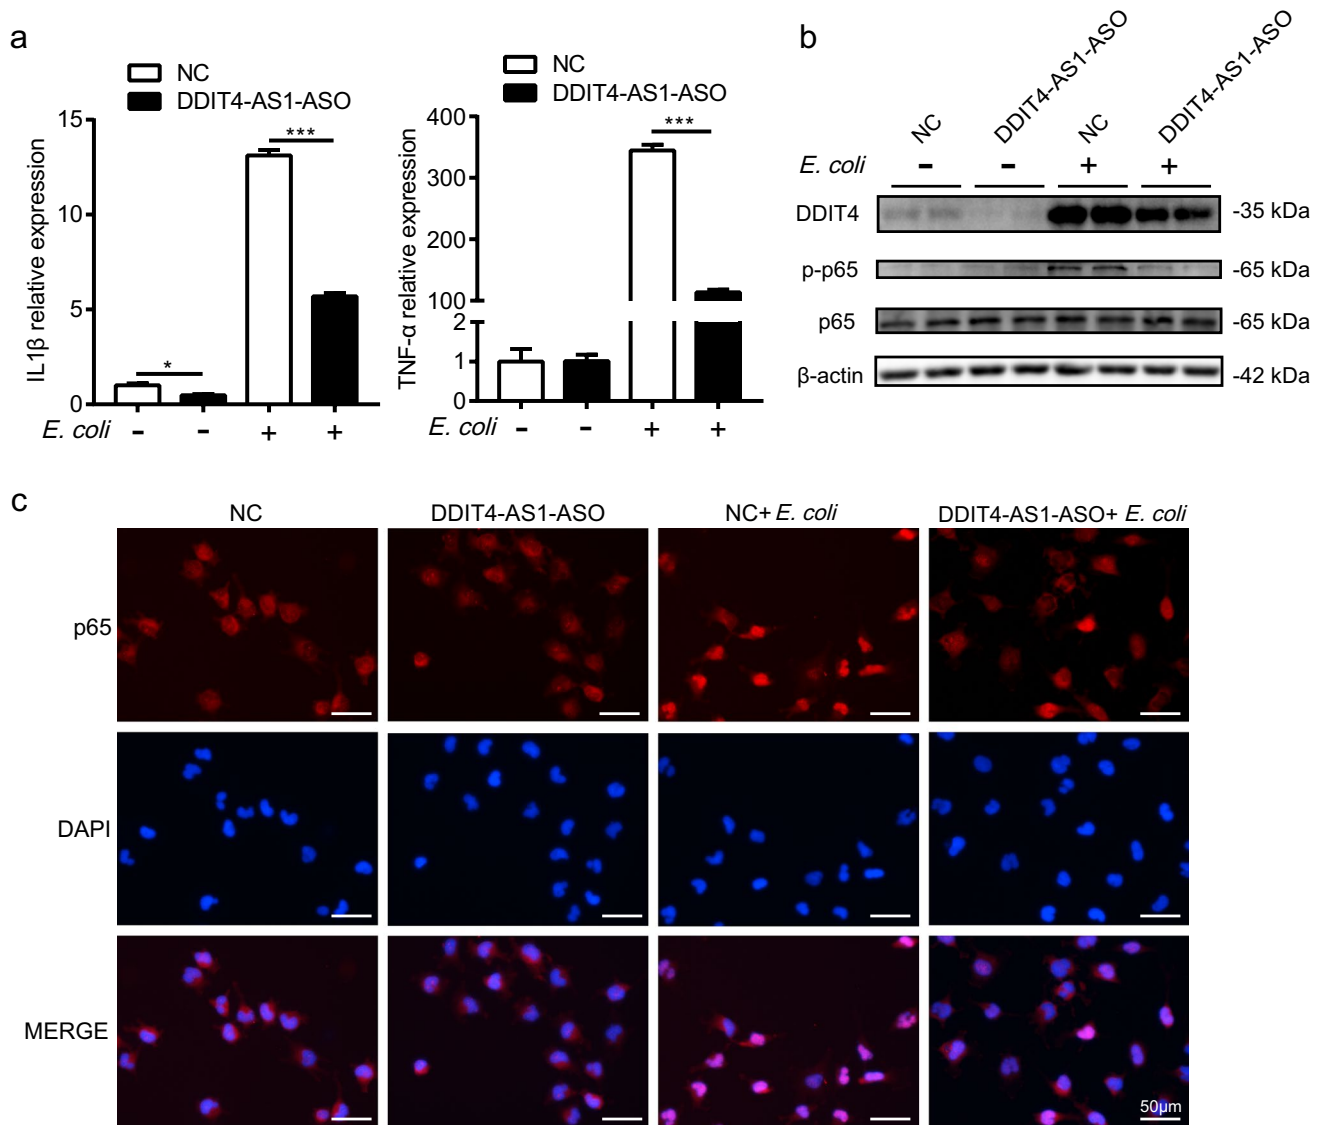 a
NC
DDIT4-AS1-ASO
IL1β relative expression
15
10
5
0
***
*
E. coli - - + +
NC
DDIT4-AS1-ASO
TNF-α relative expression
400
300
200
100
2
1
0
***
E. coli - - + +
b
NC DDIT4-AS1-ASO NC DDIT4-AS1-ASO
E. coli - - + +
DDIT4 -35 kDa
p-p65 -65 kDa
p65 -65 kDa
β-actin -42 kDa
c
NC DDIT4-AS1-ASO NC+ E. coli DDIT4-AS1-ASO+ E. coli
p65
DAPI
MERGE
50μm